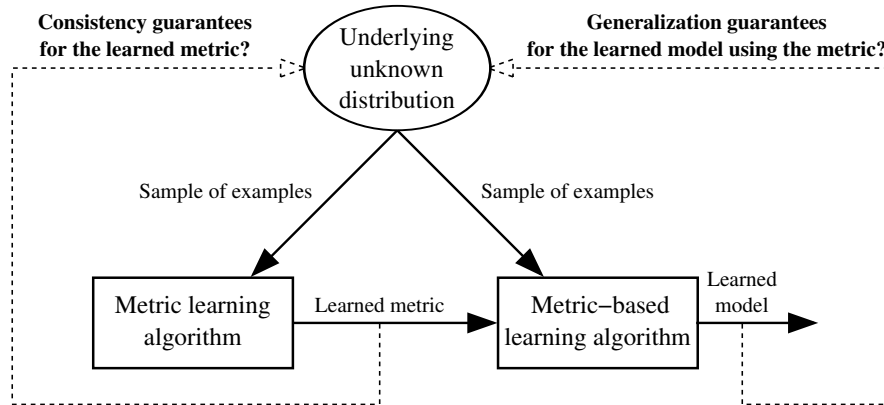 Consistency guarantees
for the learned metric?
Underlying
unknown
distribution
Generalization guarantees
for the learned model using the metric?
Sample of examples
Sample of examples
Metric learning
algorithm
Learned metric
Metric−based
learning algorithm
Learned
model